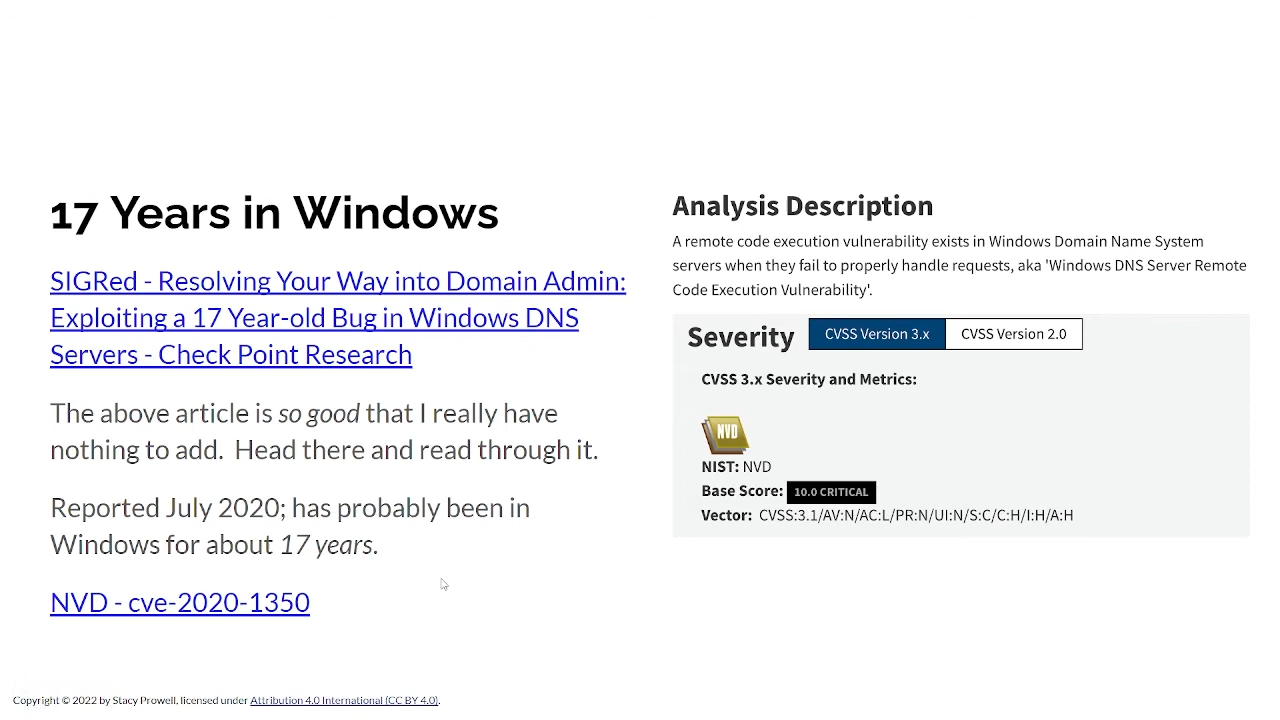 17 Years in Windows
SIGRed - Resolving Your Way into Domain Admin:
Exploiting a 17 Year-old Bug in Windows DNS
Servers - Check Point Research
The above article is so good that I really have
nothing to add.  Head there and read through it.
Reported July 2020; has probably been in
Windows for about 17 years.
NVD - cve-2020-1350
Analysis Description
A remote code execution vulnerability exists in Windows Domain Name System
servers when they fail to properly handle requests, aka 'Windows DNS Server Remote
Code Execution Vulnerability'.
Severity CVSS Version 3.x CVSS Version 2.0
CVSS 3.x Severity and Metrics:
NVD
NIST: NVD
Base Score: 10.0 CRITICAL
Vector: CVSS:3.1/AV:N/AC:L/PR:N/UI:N/S:C/C:H/I:H/A:H
Copyright © 2022 by Stacy Prowell, licensed under Attribution 4.0 International (CC BY 4.0).